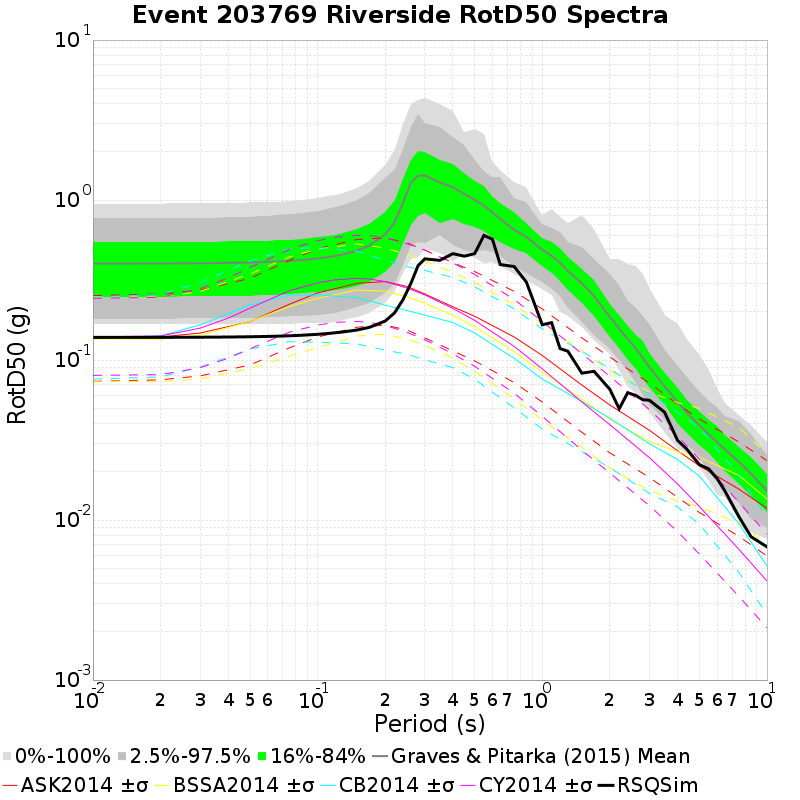 Event 203769 Riverside RotD50 Spectra
10^1
10^0
10^-1
10^-2
10^-3
RotD50 (g)
10^-2 2 3 4 5 6 10^-1 2 3 4 5 6 7 10^0 2 3 4 5 6 7 10^1
Period (s)
0%-100% 2.5%-97.5% 16%-84% Graves & Pitarka (2015) Mean
ASK2014 ±σ BSSA2014 ±σ CB2014 ±σ CY2014 ±σ RSQSim